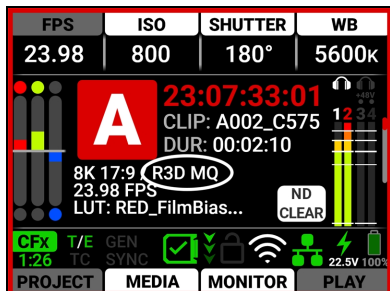 FPS ISO SHUTTER WB
23.98 800 180° 5600K
A
23:07:33:01
CLIP: A002_C575
DUR: 00:02:10
+48V
1 2 3 4
8K 17:9 / R3D MQ
23.98 FPS
LUT: RED_FilmBias...
ND CLEAR
CFx T/E GEN
1:26 TC SYNC
22.5V 100%
PROJECT MEDIA MONITOR PLAY